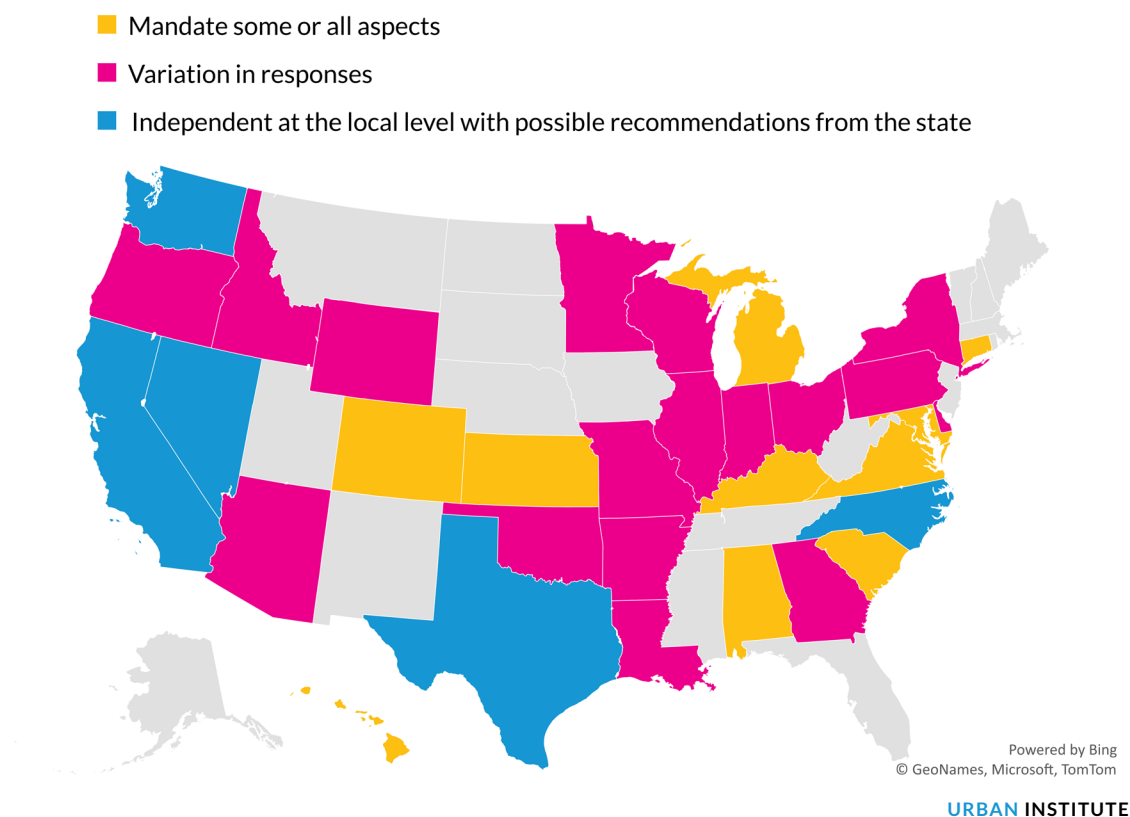 Mandate some or all aspects
Variation in responses
Independent at the local level with possible recommendations from the state
Powered by Bing
© GeoNames, Microsoft, TomTom
URBAN INSTITUTE